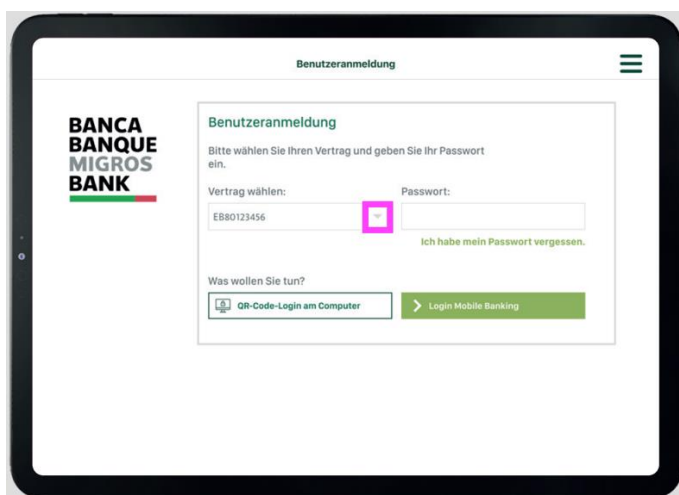 Benutzeranmeldung
BANCA
BANQUE
MIGROS
BANK
Benutzeranmeldung
Bitte wählen Sie Ihren Vertrag und geben Sie Ihr Passwort
ein.
Vertrag wählen:
Passwort:
EB80123456
Ich habe mein Passwort vergessen.
Was wollen Sie tun?
QR-Code-Login am Computer
Login Mobile Banking